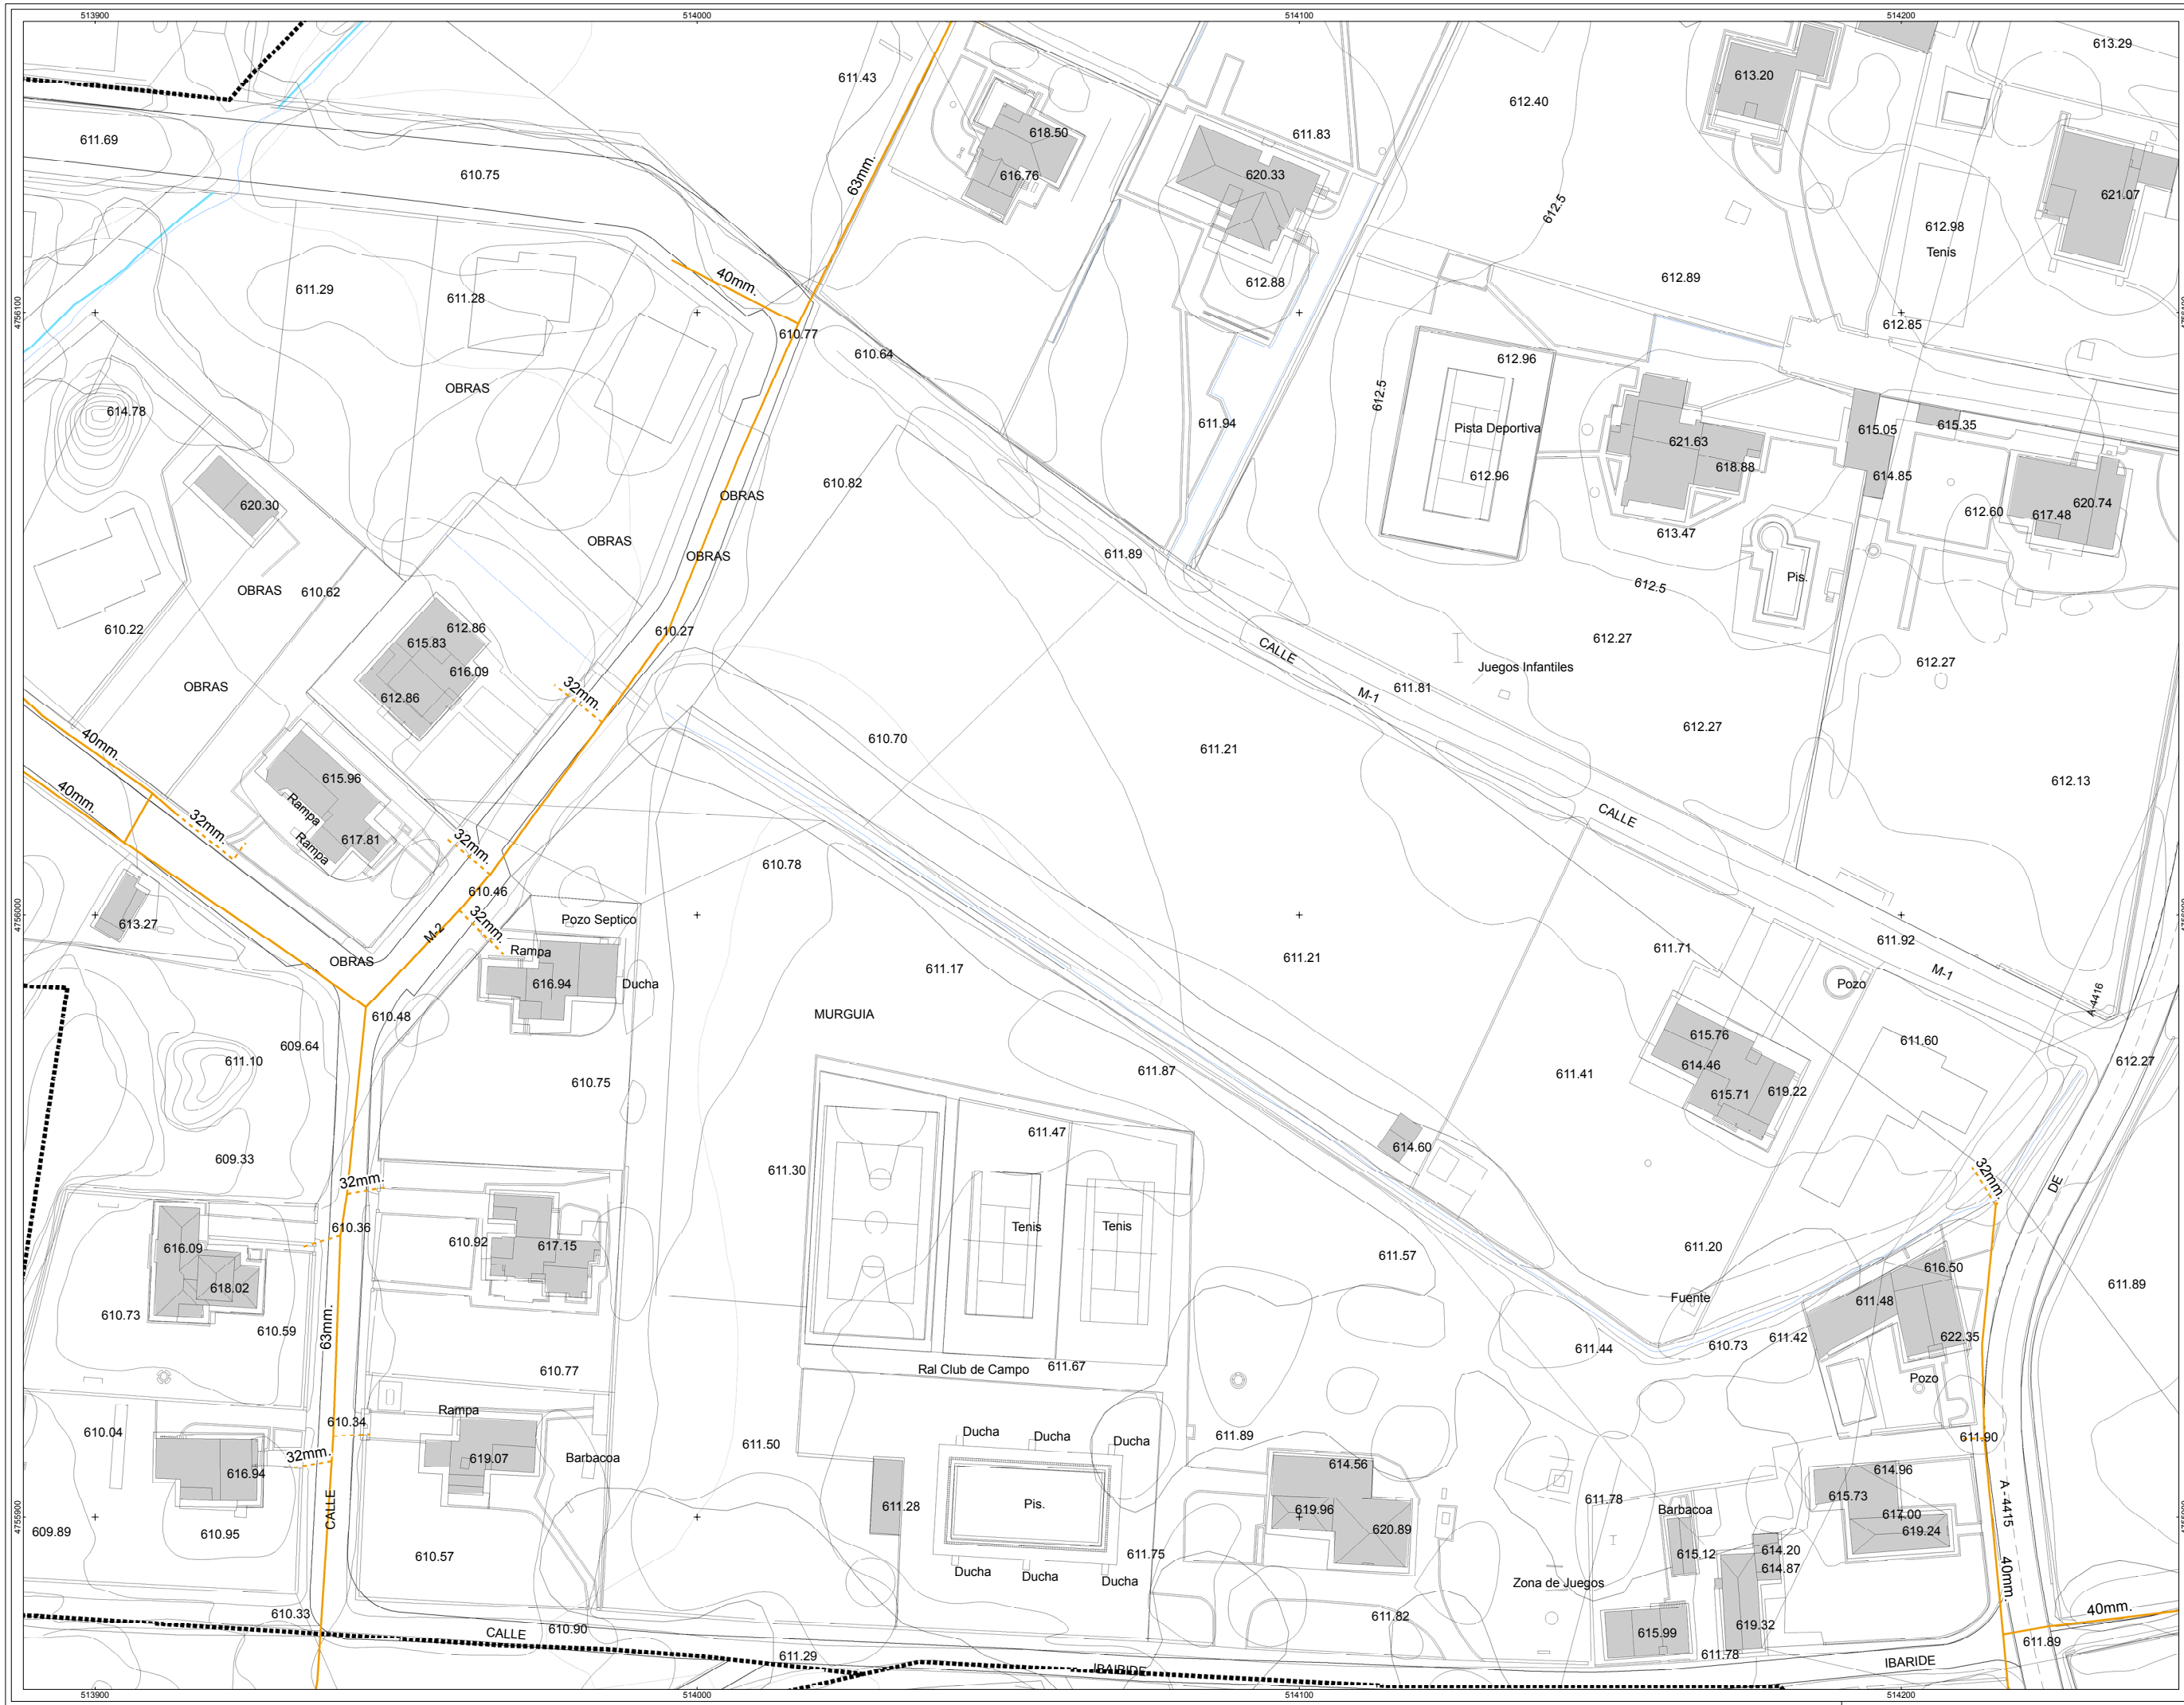 513900
514000
514100
514200
613.29
611.43
613.20
612.40
618.50
611.83
611.69
610.75
63mm.
616.76
620.33
621.07
612.5
612.98
Tenis
40mm.
612.88
612.89
611.29
611.28
4756100
4756100
610.77
612.85
610.64
612.96
OBRAS
612.5
614.78
611.94
Pista Deportiva
615.05
615.35
621.63
618.88
610.82
612.96
614.85
OBRAS
620.30
612.60
617.48
620.74
613.47
OBRAS
OBRAS
611.89
Pis.
612.5
OBRAS
610.62
610.22
612.86
610.27
615.83
612.27
CALLE
612.27
616.09
Juegos Infantiles
OBRAS
32mm.
612.86
611.81
M-1
612.27
40mm.
610.70
611.21
615.96
612.13
40mm.
Rampa
CALLE
32mm.
617.81
Rampa
32mm.
610.78
610.46
4756000
4756000
613.27
32mm.
Pozo Septico
M-2
611.92
OBRAS
Rampa
611.71
611.21
611.17
M-1
616.94
Ducha
Pozo
A-4416
610.48
MURGUIA
615.76
611.60
609.64
611.10
612.27
614.46
611.87
610.75
611.41
615.71
619.22
611.47
614.60
609.33
611.30
32mm.
32mm.
DE
610.36
Tenis
Tenis
610.92
617.15
616.09
611.20
611.57
616.50
618.02
611.89
Fuente
611.48
610.73
63mm.
610.59
611.42
622.35
610.73
611.44
610.77
Ral Club de Campo
611.67
Pozo
Rampa
610.34
610.04
Ducha
Ducha
Ducha
611.89
611.90
611.50
32mm.
619.07
Barbacoa
614.56
616.94
614.96
615.73
611.78
Pis.
611.28
Barbacoa
CALLE
619.96
A - 4415
617.00
4755900
4755900
609.89
610.95
620.89
619.24
614.20
610.57
611.75
615.12
614.87
Ducha
Ducha
Ducha
Zona de Juegos
40mm.
40mm.
610.33
611.82
619.32
610.90
CALLE
615.99
611.89
611.29
611.78
IBAIRIDE
IBARIDE
513900
514000
514100
514200